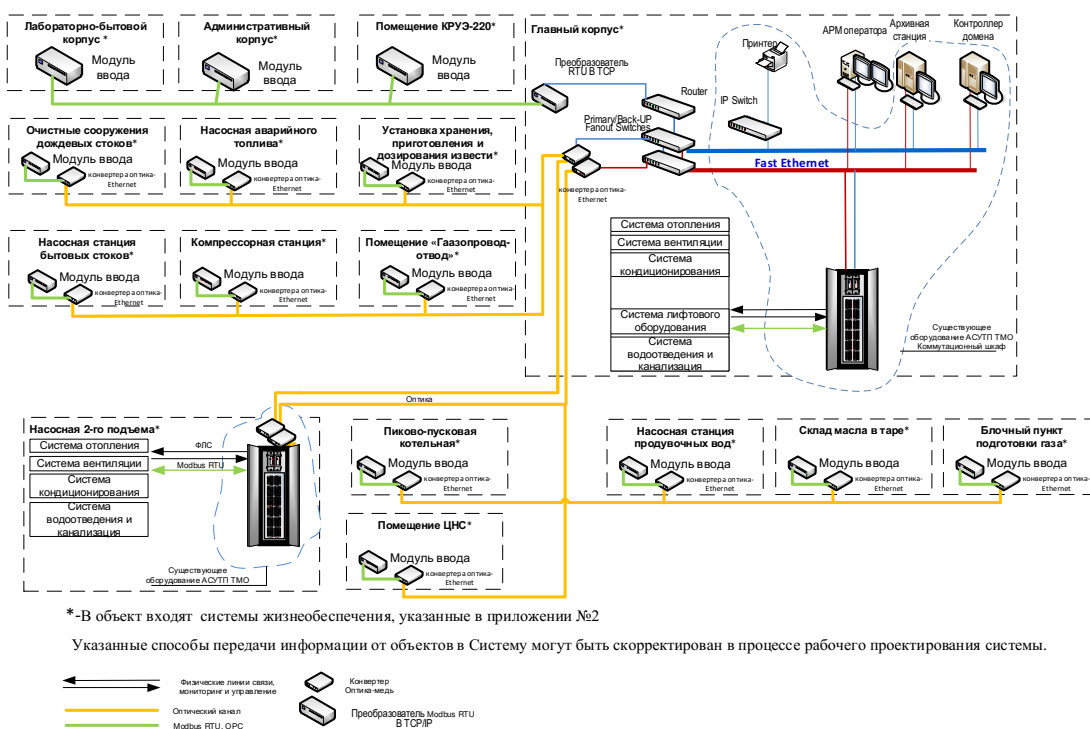 Лабораторно-бытовой
корпус *
Модуль
ввода
Административный
корпус*
Модуль
ввода
Помещение КРУЭ-220*
Модуль
ввода
Главный корпус*
Преобразователь
RTU В TCP
Принтер
АРМ оператора
Архивная
станция
Контроллер
домена
Router
IP Switch
Primary/Back-UP
Fanout Switches
Fast Ethernet
конвертера оптика-
Ethernet
Очистные сооружения
дождевых стоков*
Модуль ввода
конвертера оптика-
Ethernet
Насосная аварийного
топлива*
Модуль ввода
конвертера оптика-
Ethernet
Установка хранения,
приготовления и
дозирования извести*
Модуль ввода
конвертера оптика-
Ethernet
Насосная станция
бытовых стоков*
Модуль ввода
конвертера оптика-
Ethernet
Компрессорная станция*
Модуль ввода
конвертера оптика-
Ethernet
Помещение «Гаазопровод-
отвод»*
Модуль ввода
конвертера оптика-
Ethernet
Система отопления
Система вентиляции
Система
кондиционирования
Система лифтового
оборудования
Система
водоотведения и
канализации
Существующее
оборудование АСУТП ТМО
Коммутационный шкаф
Оптика
Насосная 2-го подъема*
Система отопления
Система вентиляции
Система
кондиционирования
Система
водоотведения и
канализации
ФЛС
Modbus RTU
Существующее
оборудование АСУТП ТМО
Пиково-пусковая
котельная*
Модуль ввода
конвертера оптика-
Ethernet
Насосная станция
продувочных вод*
Модуль ввода
конвертера оптика-
Ethernet
Склад масла в таре*
Модуль ввода
конвертера оптика-
Ethernet
Блочный пункт
подготовки газа*
Модуль ввода
конвертера оптика-
Ethernet
Помещение ЦНС*
Модуль ввода
конвертера оптика-
Ethernet
*-В объект входят системы жизнеобеспечения, указанные в приложении №2
Указанные способы передачи информации от объектов в Систему могут быть скорректирован в процессе рабочего проектирования системы.
Физические линии связи,
мониторинг и управление
Конвертер
Оптика-медь
Оптический канал
Modbus RTU, OPC
Преобразователь Modbus RTU
В TCP/IP